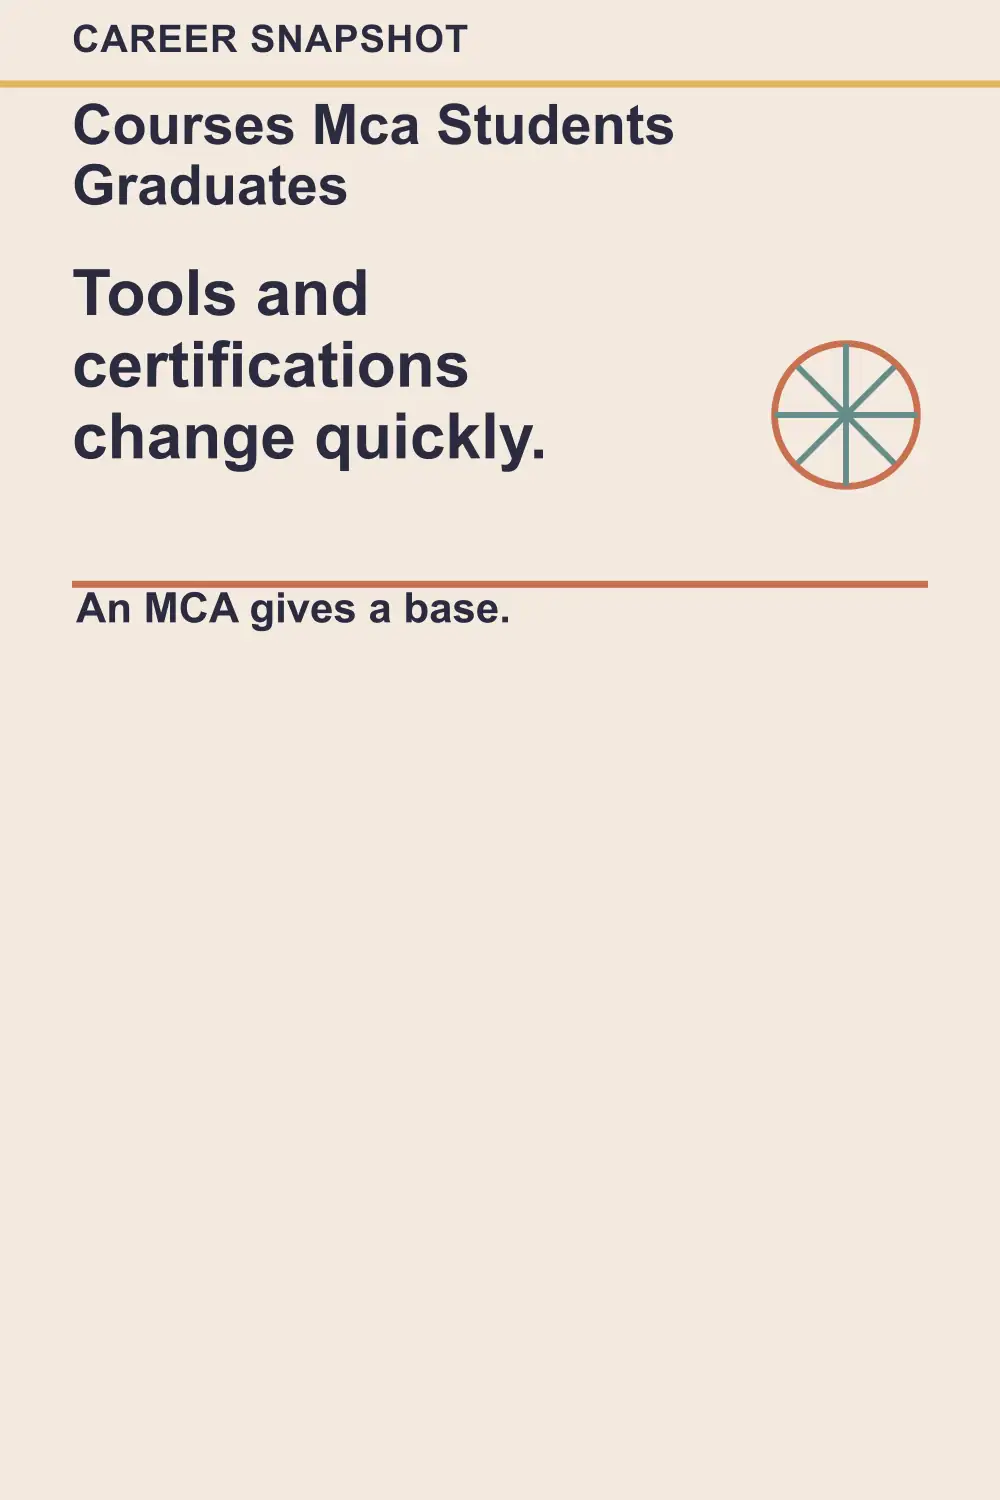 CAREER SNAPSHOT
Courses Mca Students
Graduates
Tools and
certifications
change quickly.
An MCA gives a base.